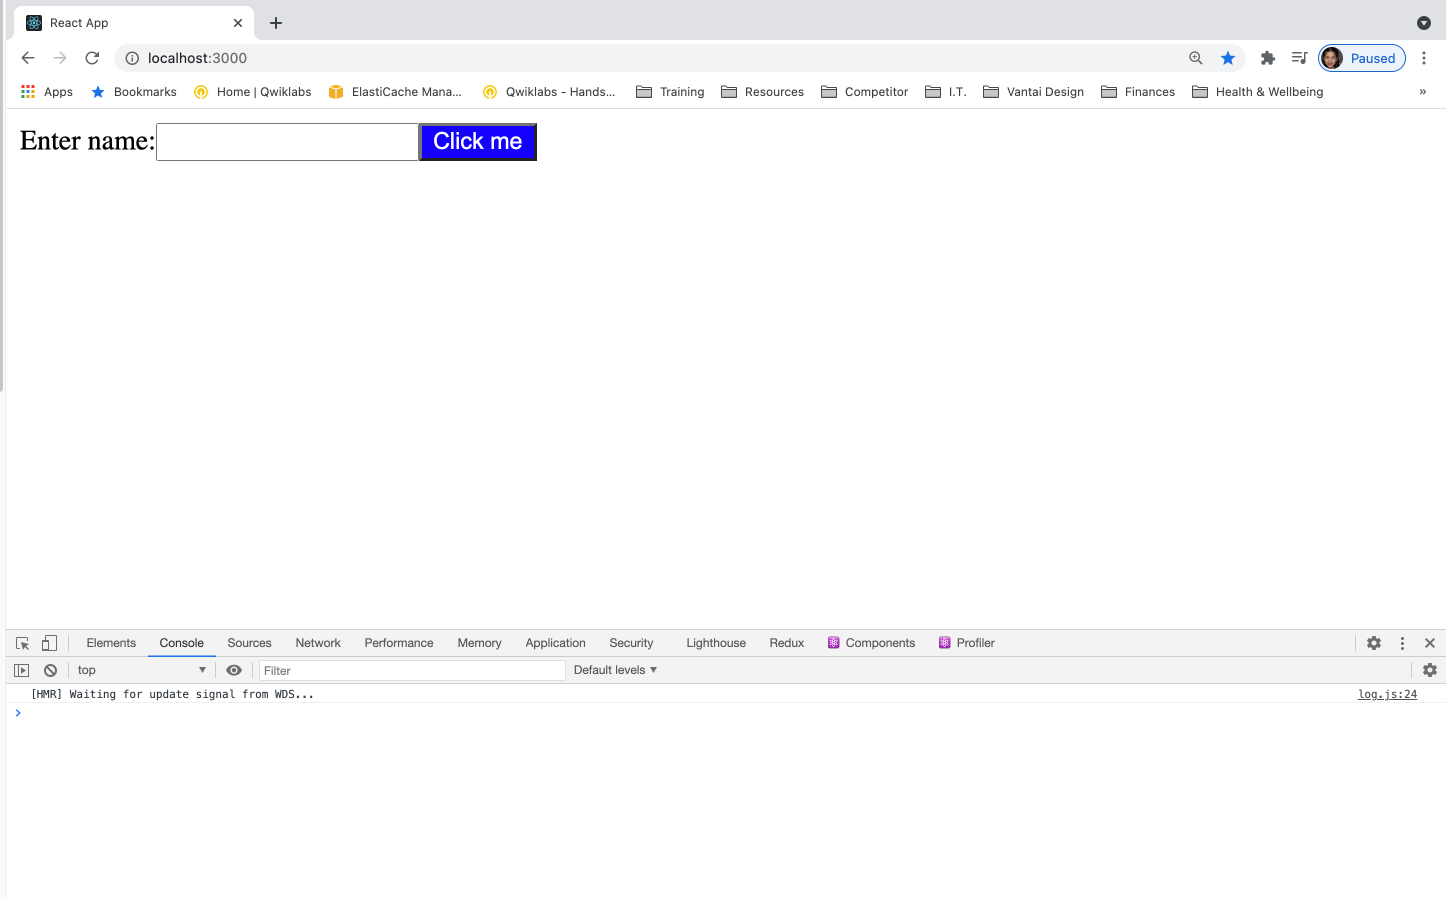 React App
localhost:3000
Paused
Apps Bookmarks Home | Qwiklabs ElastiCache Mana... Qwiklabs - Hands... Training Resources Competitor I.T. Vantai Design Finances Health & Wellbeing »
Enter name: Click me
Elements Console Sources Network Performance Memory Application Security Lighthouse Redux Components Profiler
top Filter Default levels
[HMR] Waiting for update signal from WDS... log.js:24